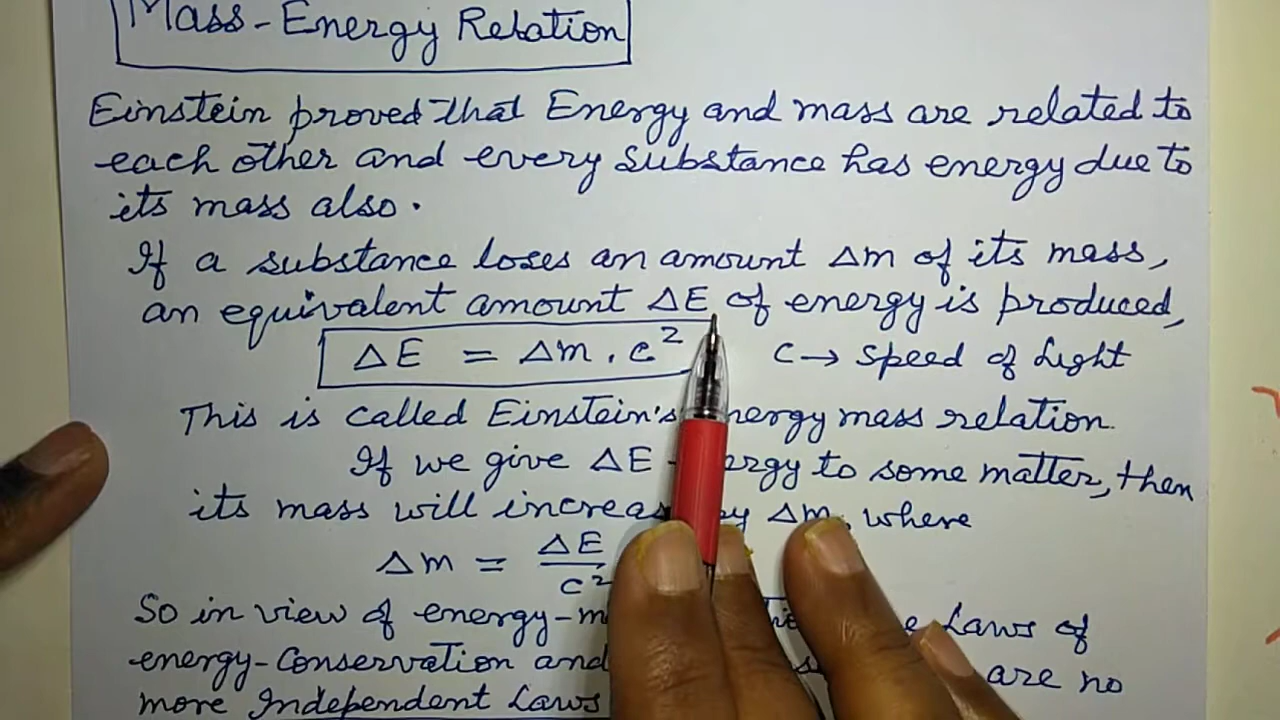 Mass-Energy Relation
Einstein proved that Energy and mass are related to
each other and every substance has energy due to
its mass also.
If a substance loses an amount Δm of its mass,
an equivalent amount ΔE of energy is produced,
ΔE = Δm . c² c → speed of light
This is called Einstein's energy mass relation.
If we give ΔE energy to some matter, then
its mass will increase by Δm, where
Δm = ΔE/c²
So in view of energy- Laws of
energy-Conservation and are no
more Independent Laws